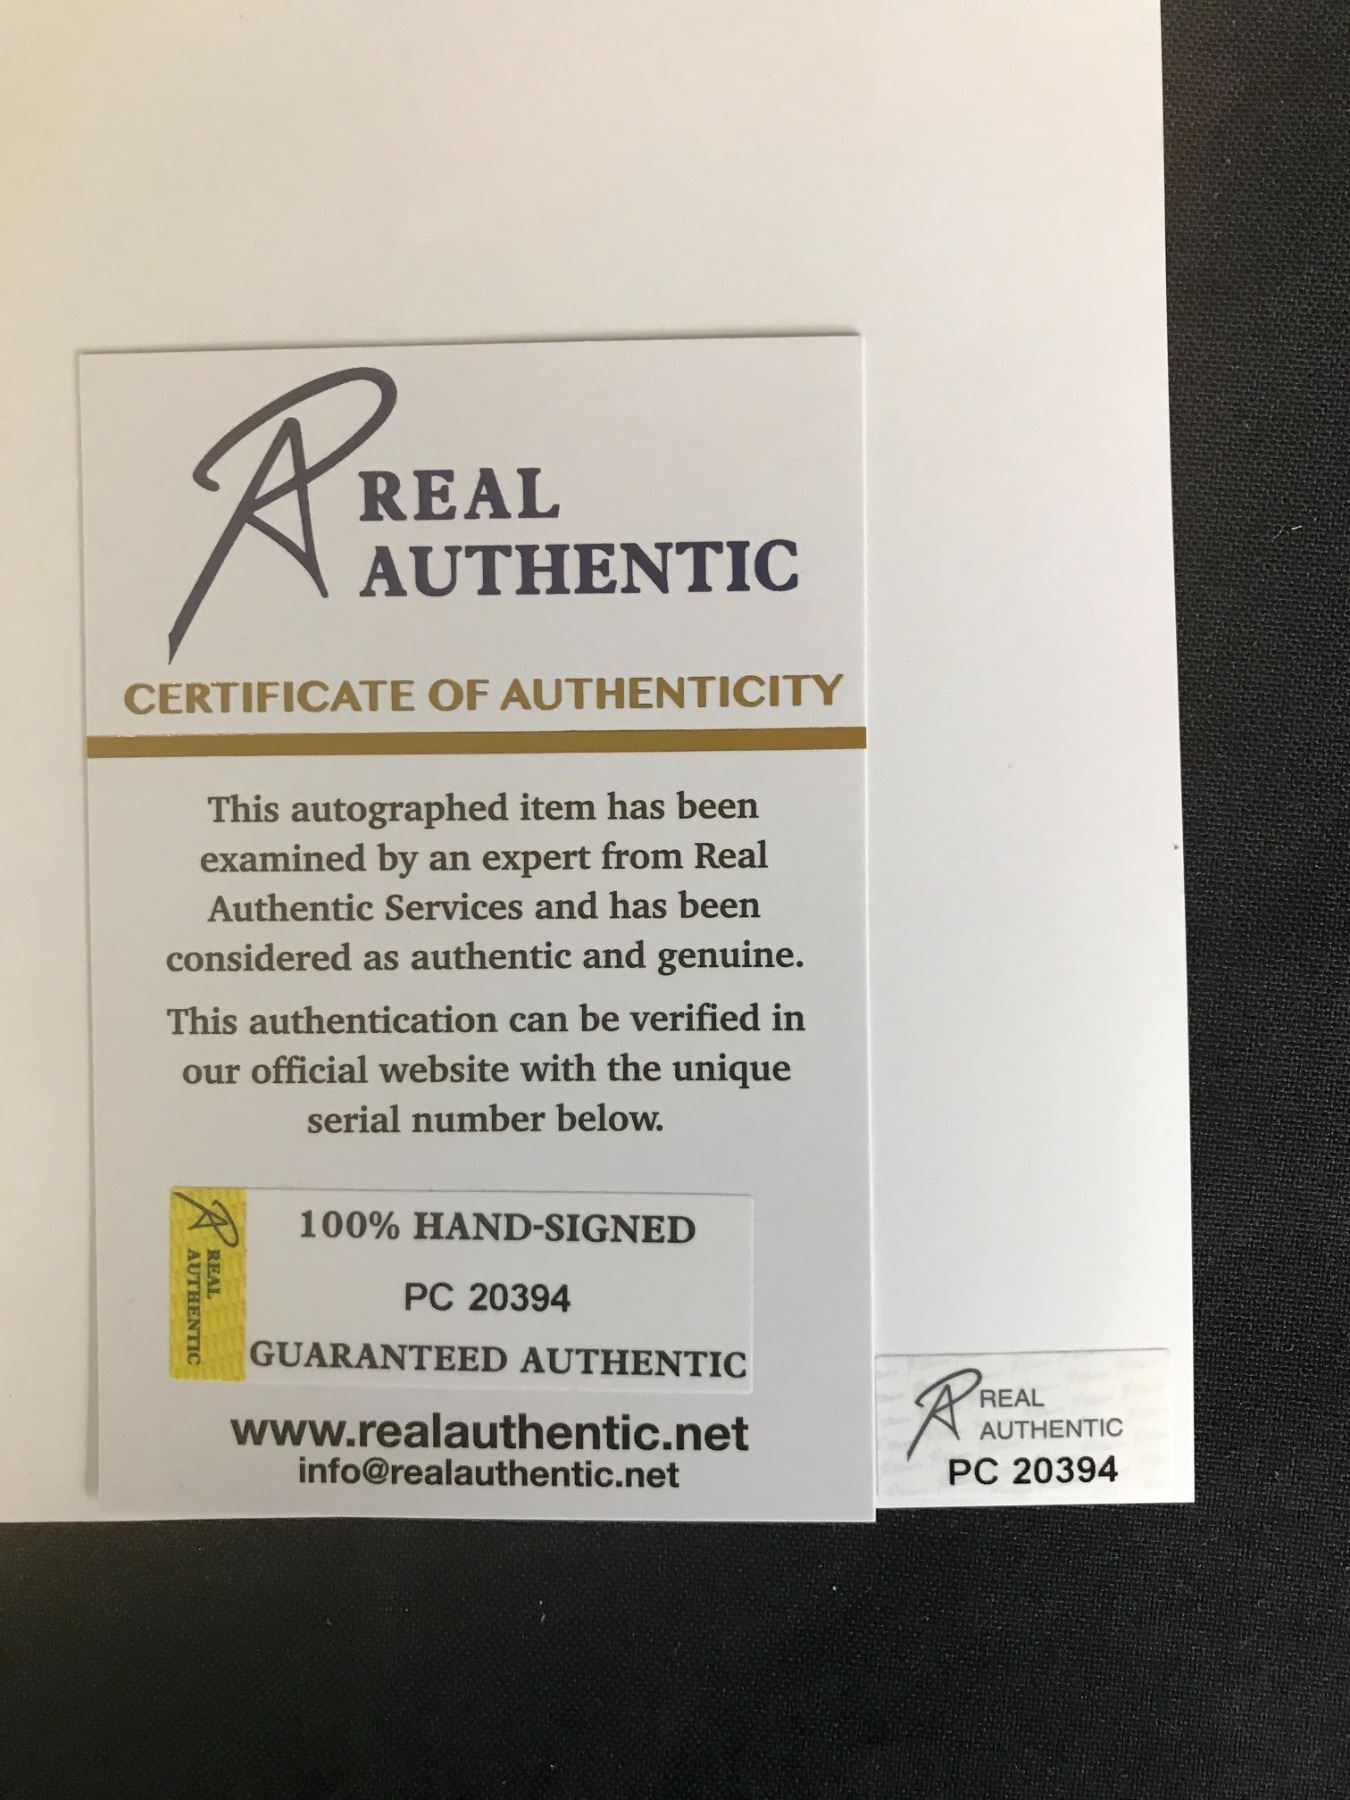 REAL
AUTHENTIC
CERTIFICATE OF AUTHENTICITY
This autographed item has been
examined by an expert from Real
Authentic Services and has been
considered as authentic and genuine.
This authentication can be verified in
our official website with the unique
serial number below.
REAL
AUTHENTIC
100% HAND-SIGNED
PC 20394
GUARANTEED AUTHENTIC
www.realauthentic.net
info@realauthentic.net
REAL
AUTHENTIC
PC 20394